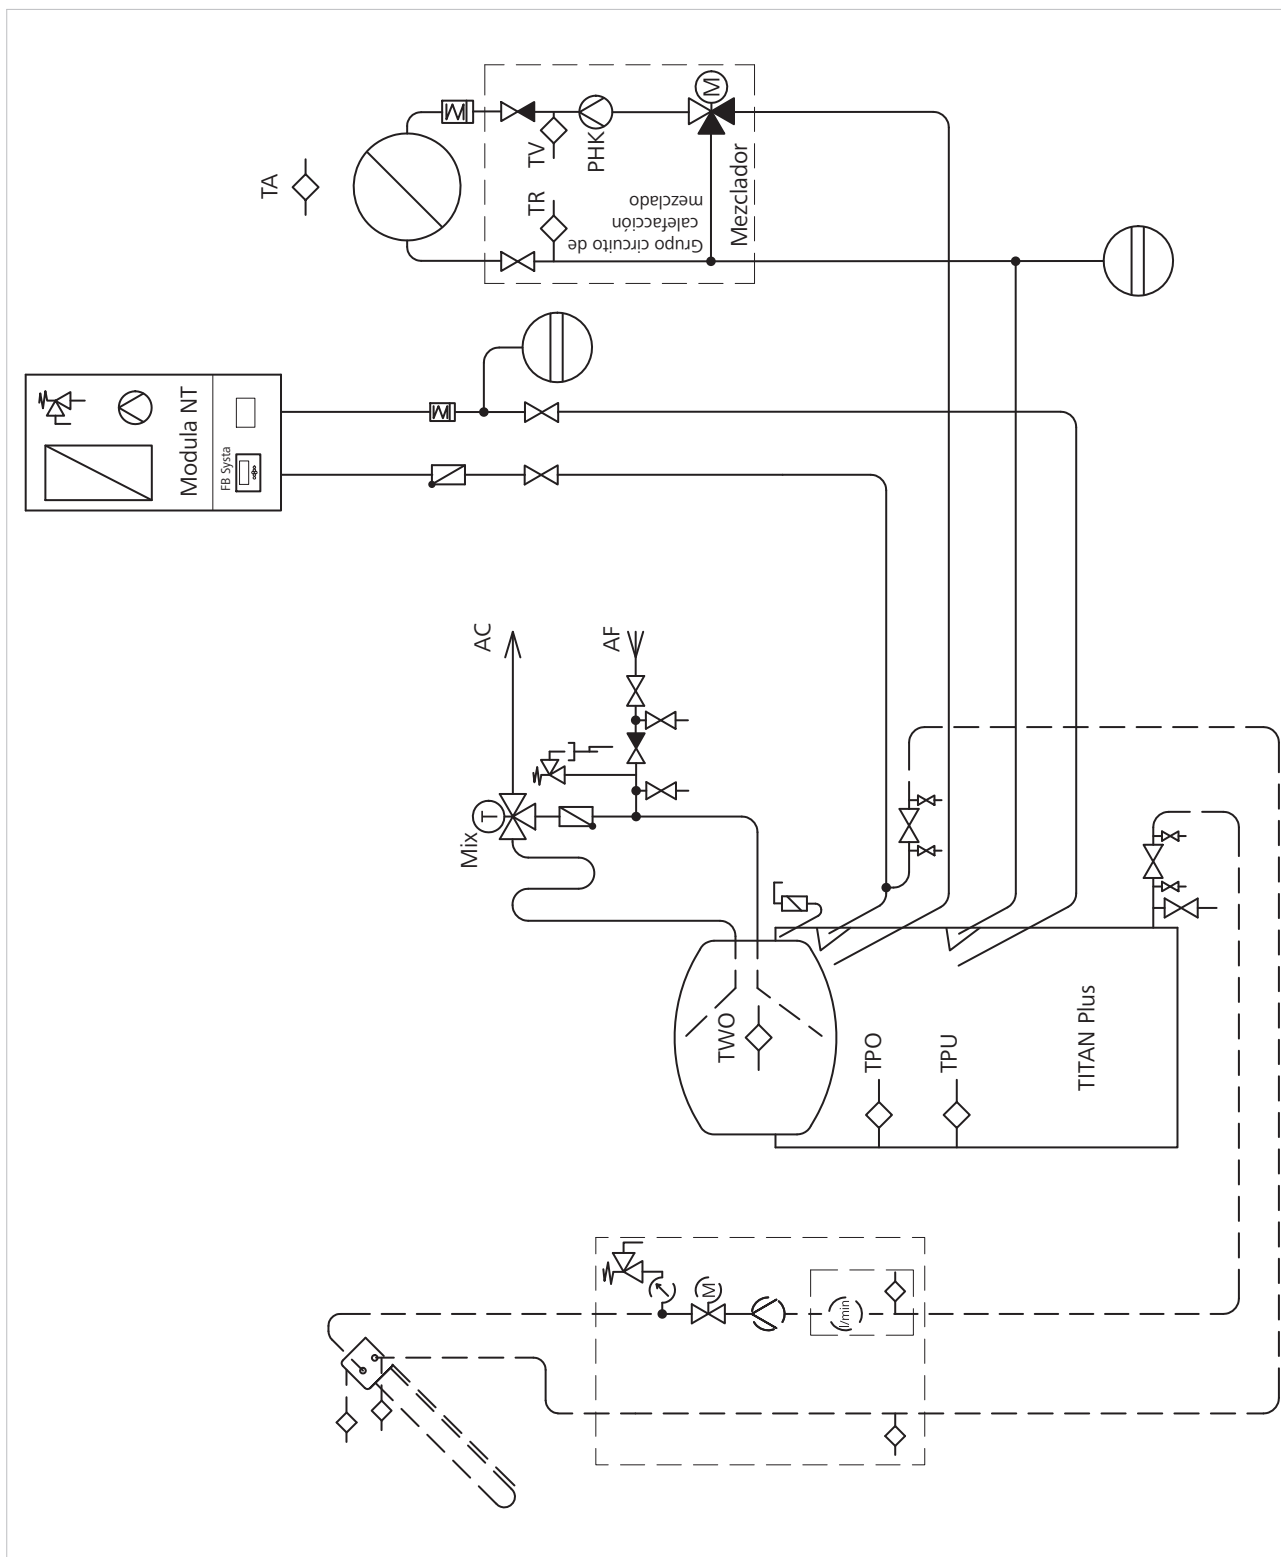 TA
TV
TR
PHK
M
Grupo circuito de
calefacción
mezclado
Mezclador
Modula NT
FB Systa
AC
AF
T
Mix
TWO
TPO
TPU
TITAN Plus
M
l/min